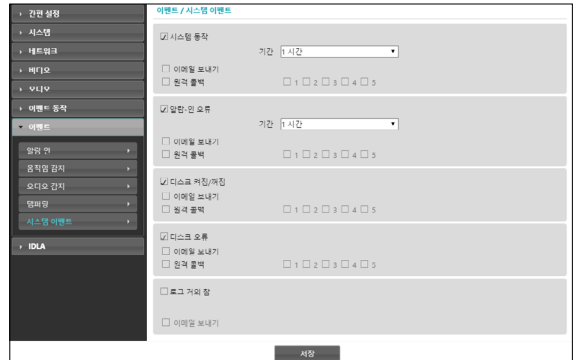 간편 설정
시스템
네트워크
비디오
오디오
이벤트 동작
이벤트
알람 인
움직임 감지
오디오 감지
탬퍼링
시스템 이벤트
IDLA
이벤트 / 시스템 이벤트
시스템 동작
기간 1 시간
이메일 보내기
원격 콜백 1 2 3 4 5
알람-인 오류
기간 1 시간
이메일 보내기
원격 콜백 1 2 3 4 5
디스크 켜짐/꺼짐
이메일 보내기
원격 콜백 1 2 3 4 5
디스크 오류
이메일 보내기
원격 콜백 1 2 3 4 5
로그 거의 참
이메일 보내기
저장